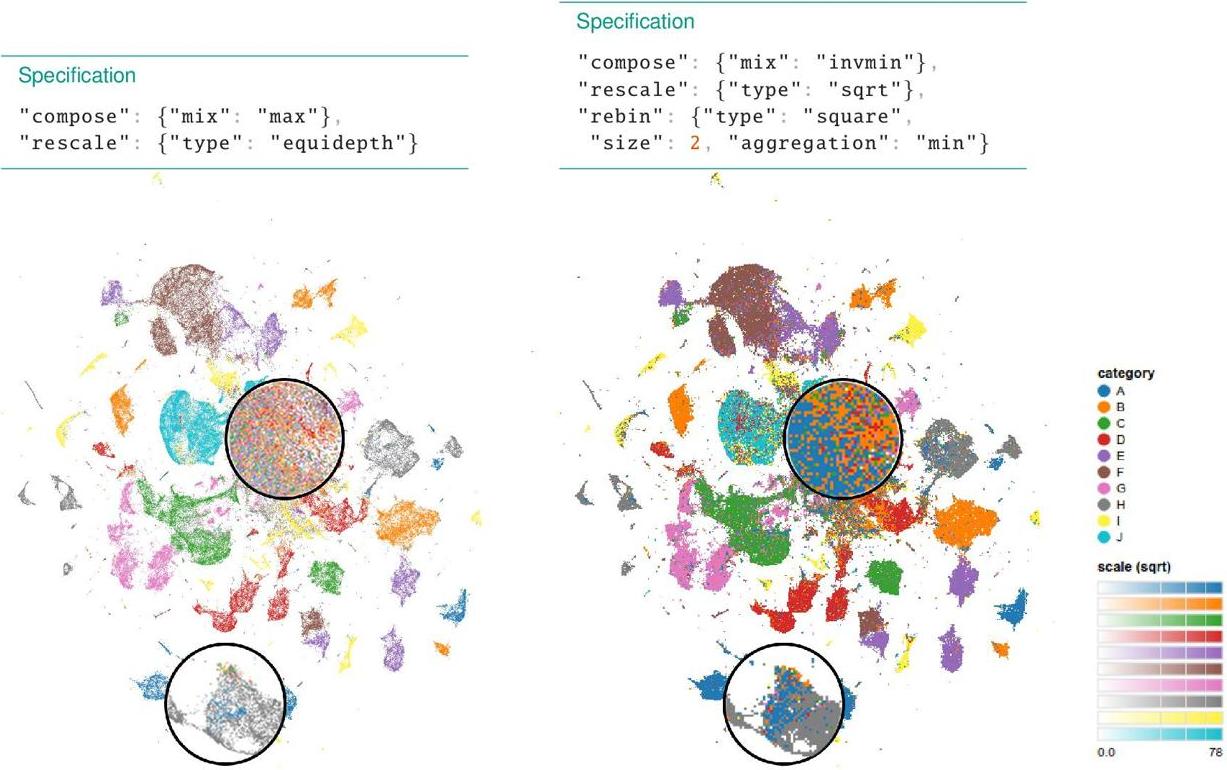 Specification
"compose": {"mix": "max"},
"rescale": {"type": "equidepth"}
Specification
"compose": {"mix": "invmin"},
"rescale": {"type": "sqrt"},
"rebin": {"type": "square",
"size": 2, "aggregation": "min"}
category
A
B
C
D
E
F
G
H
I
J
scale (sqrt)
0.0 78